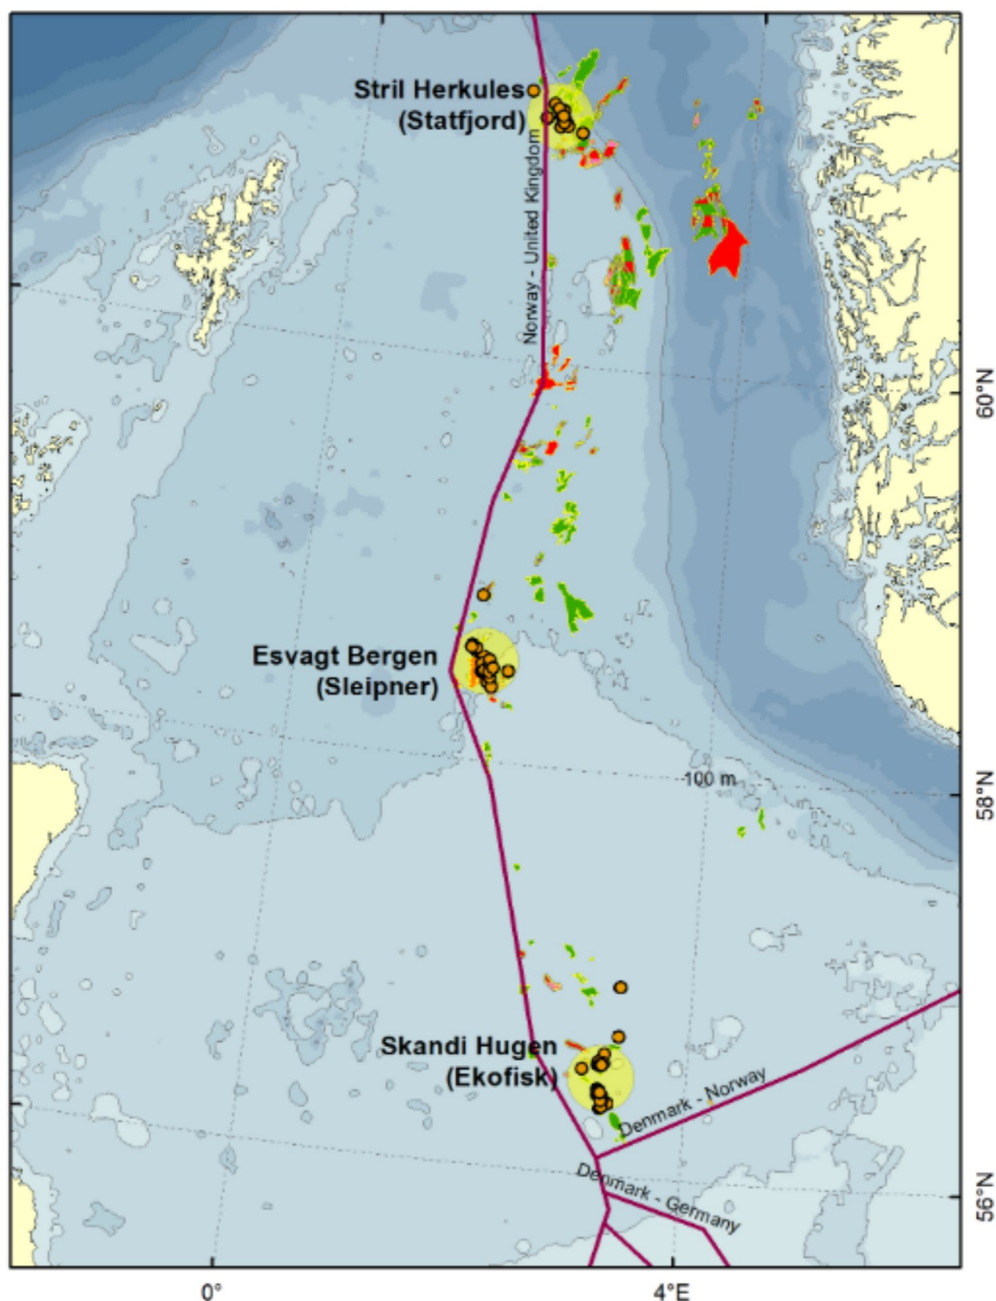 Stril Herkules
(Statfjord)
Norway - United Kingdom
60°N
Esvagt Bergen
(Sleipner)
100 m
58°N
Skandi Hugen
(Ekofisk)
Denmark - Norway
Denmark - Germany
56°N
0°
4°E